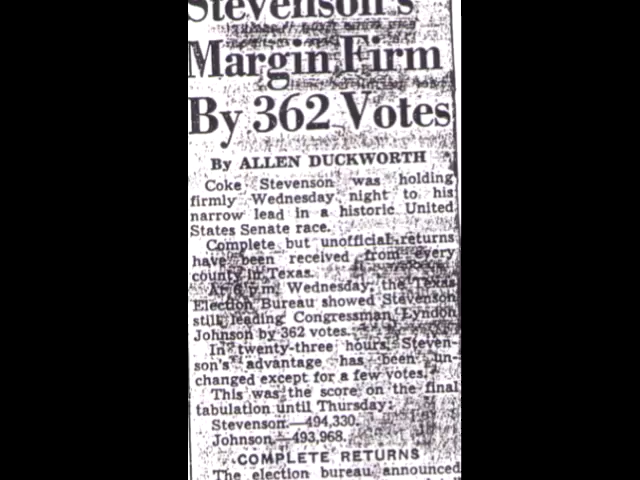 Stevenson's
Margin Firm
By 362 Votes
By ALLEN DUCKWORTH
Coke Stevenson was holding
firmly Wednesday night to his
narrow lead in a historic United
States Senate race.
Complete but unofficial returns
have been received from every
county in Texas.
At 6 p.m. Wednesday, the Texas
Election Bureau showed Stevenson
still leading Congressman Lyndon
Johnson by 362 votes.
In twenty-three hours, Steven-
son's advantage has been un-
changed except for a few votes.
This was the score on the final
tabulation until Thursday:
Stevenson—494,330.
Johnson—493,968.
COMPLETE RETURNS
The election bureau announced